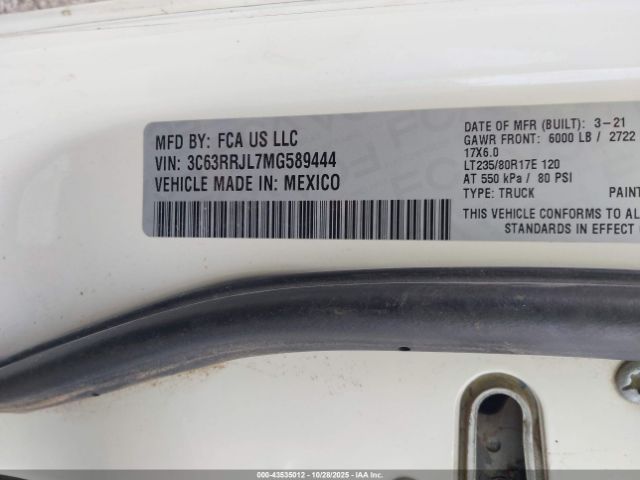 MFD BY: FCA US LLC
VIN: 3C63RRJL7MG589444
VEHICLE MADE IN: MEXICO
DATE OF MFR (BUILT): 3-21
GAWR FRONT: 6000 LB / 2722
17X6.0
LT235/80R17E 120
AT 550 kPa / 80 PSI
TYPE: TRUCK PAINT
THIS VEHICLE CONFORMS TO AL
STANDARDS IN EFFECT
000-43535012 | 10/28/2025 | IAA Inc.